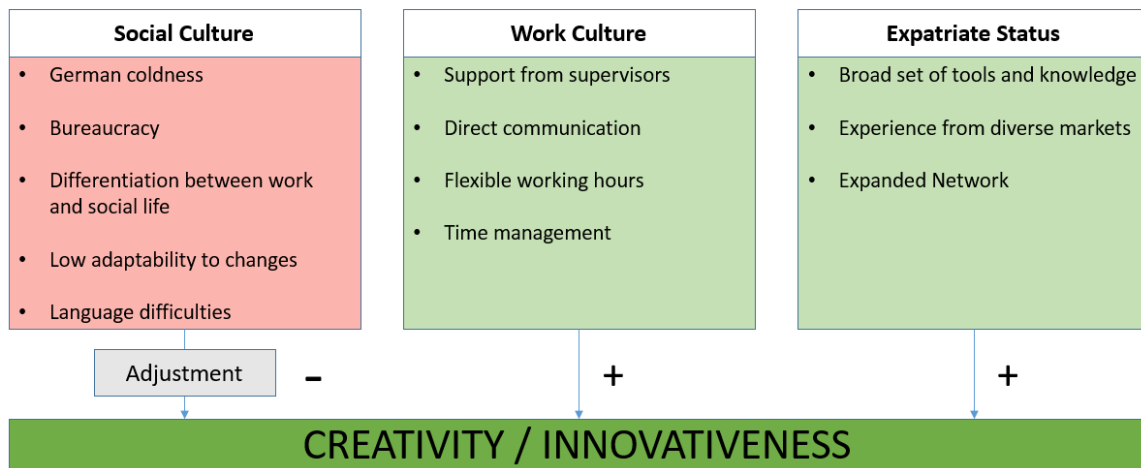 Social Culture
• German coldness
• Bureaucracy
• Differentiation between work
and social life
• Low adaptability to changes
• Language difficulties
Work Culture
• Support from supervisors
• Direct communication
• Flexible working hours
• Time management
Expatriate Status
• Broad set of tools and knowledge
• Experience from diverse markets
• Expanded Network
Adjustment
-
+
+
CREATIVITY / INNOVATIVENESS